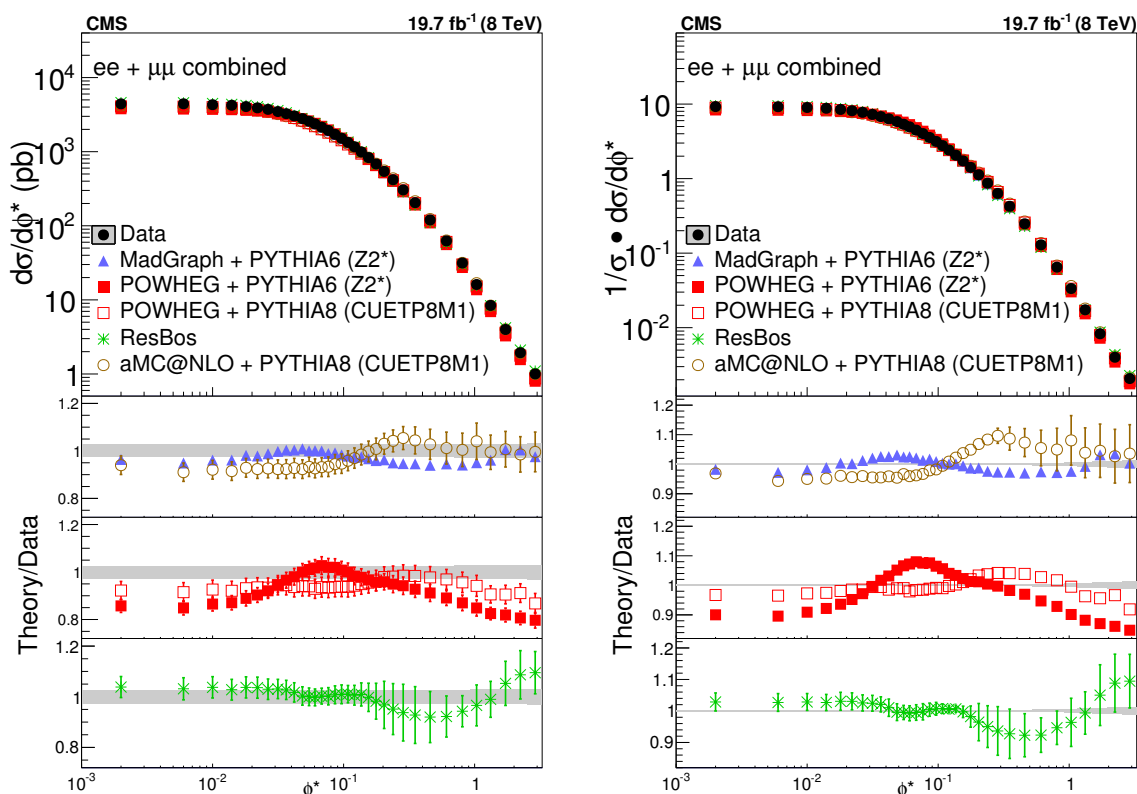 CMS 19.7 fb⁻¹ (8 TeV)
ee + μμ combined
dσ/dϕ* (pb)
10⁴
10³
10²
10
1
Data
MadGraph + PYTHIA6 (Z2*)
POWHEG + PYTHIA6 (Z2*)
POWHEG + PYTHIA8 (CUETP8M1)
ResBos
aMC@NLO + PYTHIA8 (CUETP8M1)
Theory/Data
1.2
1
0.8
1.2
1
0.8
1.2
1
0.8
10⁻³ 10⁻² 10⁻¹ 1
ϕ*
CMS 19.7 fb⁻¹ (8 TeV)
ee + μμ combined
1/σ • dσ/dϕ*
10
1
10⁻¹
10⁻²
Data
MadGraph + PYTHIA6 (Z2*)
POWHEG + PYTHIA6 (Z2*)
POWHEG + PYTHIA8 (CUETP8M1)
ResBos
aMC@NLO + PYTHIA8 (CUETP8M1)
Theory/Data
1.2
1.1
1
0.9
1.2
1.1
1
0.9
1.2
1.1
1
0.9
10⁻³ 10⁻² 10⁻¹ 1
ϕ*